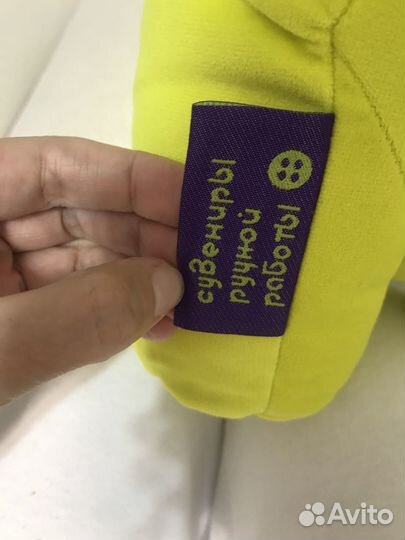 сувениры
ручной
работы
Avito